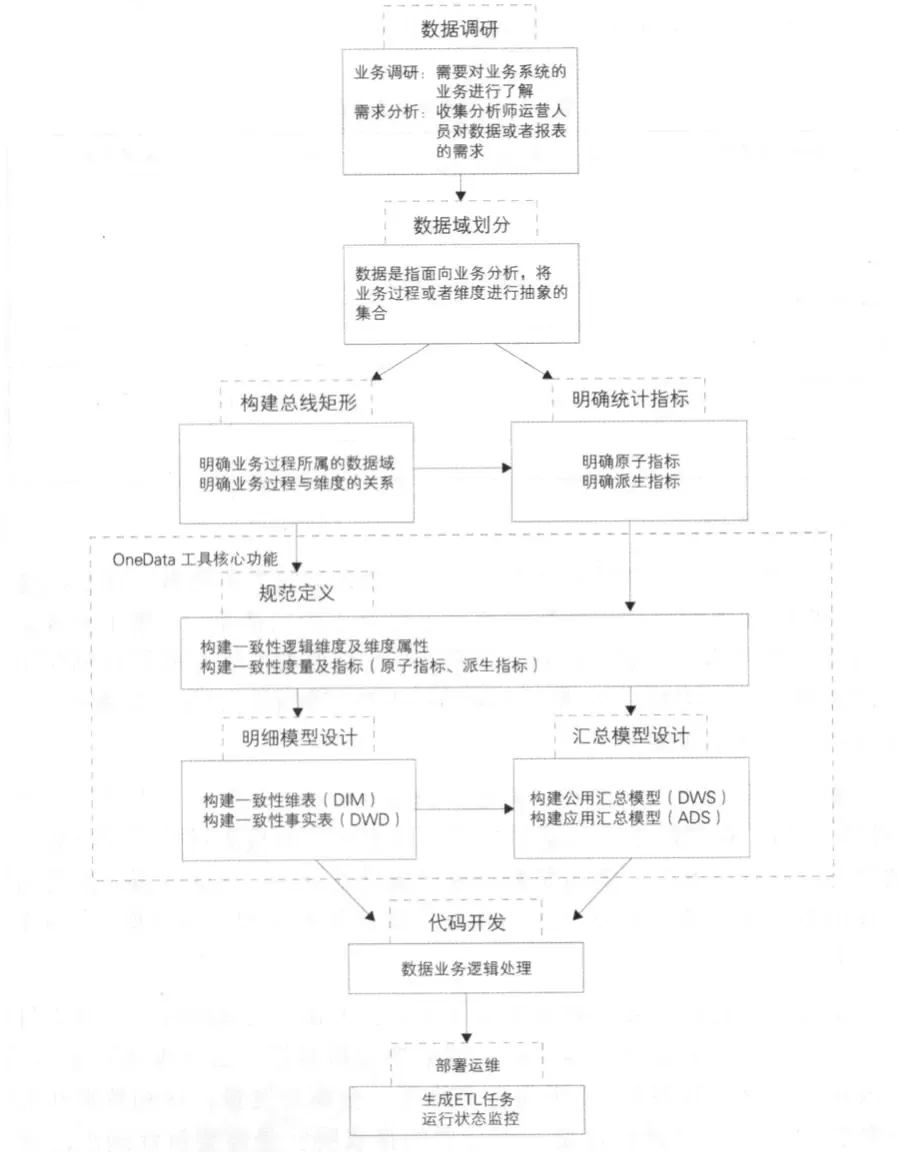 数据调研
业务调研：需要对业务系统的
业务进行了解
需求分析：收集分析师运营人
员对数据或者报表
的需求
数据域划分
数据是指面向业务分析，将
业务过程或者维度进行抽象的
集合
构建总线矩形
明确业务过程所属的数据域
明确业务过程与维度的关系
明确统计指标
明确原子指标
明确派生指标
OneData 工具核心功能
规范定义
构建一致性逻辑维度及维度属性
构建一致性度量及指标（原子指标、派生指标）
明细模型设计
构建一致性维表（DIM）
构建一致性事实表（DWD）
汇总模型设计
构建公用汇总模型（DWS）
构建应用汇总模型（ADS）
代码开发
数据业务逻辑处理
部署运维
生成ETL任务
运行状态监控